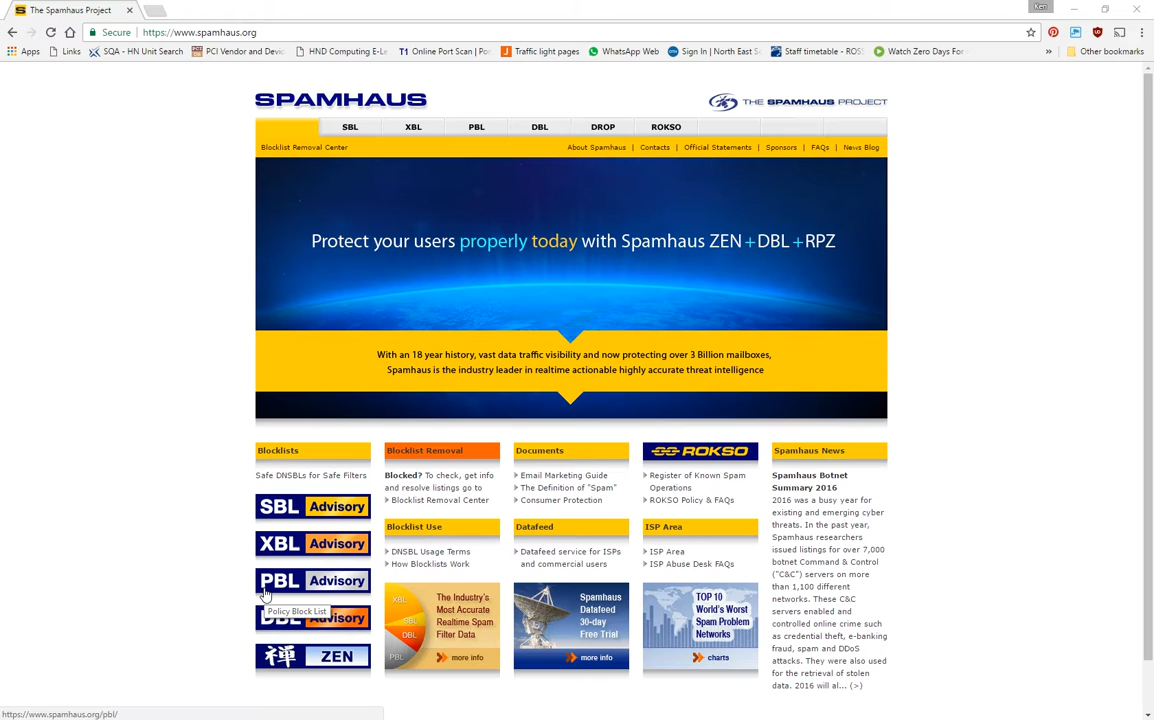 The Spamhaus Project
Ken
Secure
https://www.spamhaus.org
Apps
Links
SQA - HN Unit Search
PCI Vendor and Devic
HND Computing E-Le
T1 Online Port Scan | Po
Traffic light pages
WhatsApp Web
Sign In | North East S
Staff timetable - ROS
Watch Zero Days For
»
Other bookmarks
SPAMHAUS
THE SPAMHAUS PROJECT
SBL
XBL
PBL
DBL
DROP
ROKSO
Blocklist Removal Center
About Spamhaus | Contacts | Official Statements | Sponsors | FAQs | News Blog
Protect your users properly today with Spamhaus ZEN+DBL+RPZ
With an 18 year history, vast data traffic visibility and now protecting over 3 Billion mailboxes,
Spamhaus is the industry leader in realtime actionable highly accurate threat intelligence
Blocklists
Safe DNSBLs for Safe Filters
SBL Advisory
XBL Advisory
PBL Advisory
Policy Block List
DBL Advisory
禅 ZEN
Blocklist Removal
Blocked? To check, get info
and resolve listings go to
Blocklist Removal Center
Blocklist Use
DNSBL Usage Terms
How Blocklists Work
XBL
SBL
DBL
PBL
The Industry's
Most Accurate
Realtime Spam
Filter Data
more info
Documents
Email Marketing Guide
The Definition of "Spam"
Consumer Protection
Datafeed
Datafeed service for ISPs
and commercial users
Spamhaus
Datafeed
30-day
Free Trial
more info
ROKSO
Register of Known Spam
Operations
ROKSO Policy & FAQs
ISP Area
ISP Area
ISP Abuse Desk FAQs
TOP 10
World's Worst
Spam Problem
Networks
charts
Spamhaus News
Spamhaus Botnet
Summary 2016
2016 was a busy year for
existing and emerging cyber
threats. In the past year,
Spamhaus researchers
issued listings for over 7,000
botnet Command & Control
("C&C") servers on more
than 1,100 different
networks. These C&C
servers enabled and
controlled online crime such
as credential theft, e-banking
fraud, spam and DDoS
attacks. They were also used
for the retrieval of stolen
data. 2016 will al... (>)
https://www.spamhaus.org/pbl/